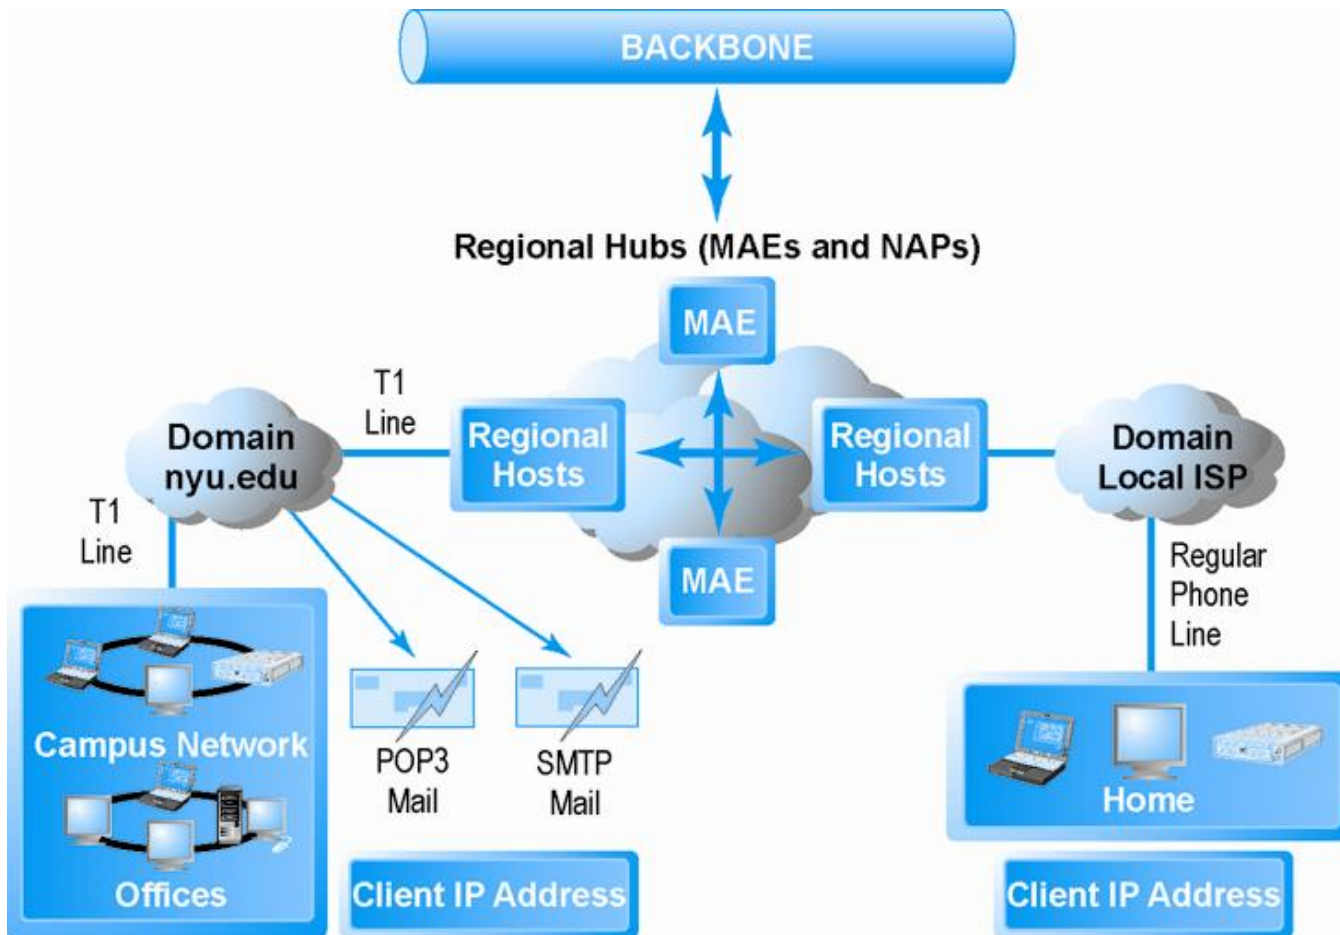 BACKBONE
Regional Hubs (MAEs and NAPs)
MAE
T1
Line
Regional
Hosts
Regional
Hosts
Domain
nyu.edu
Domain
Local ISP
T1
Line
MAE
Regular
Phone
Line
Campus Network
Offices
POP3
Mail
SMTP
Mail
Home
Client IP Address
Client IP Address